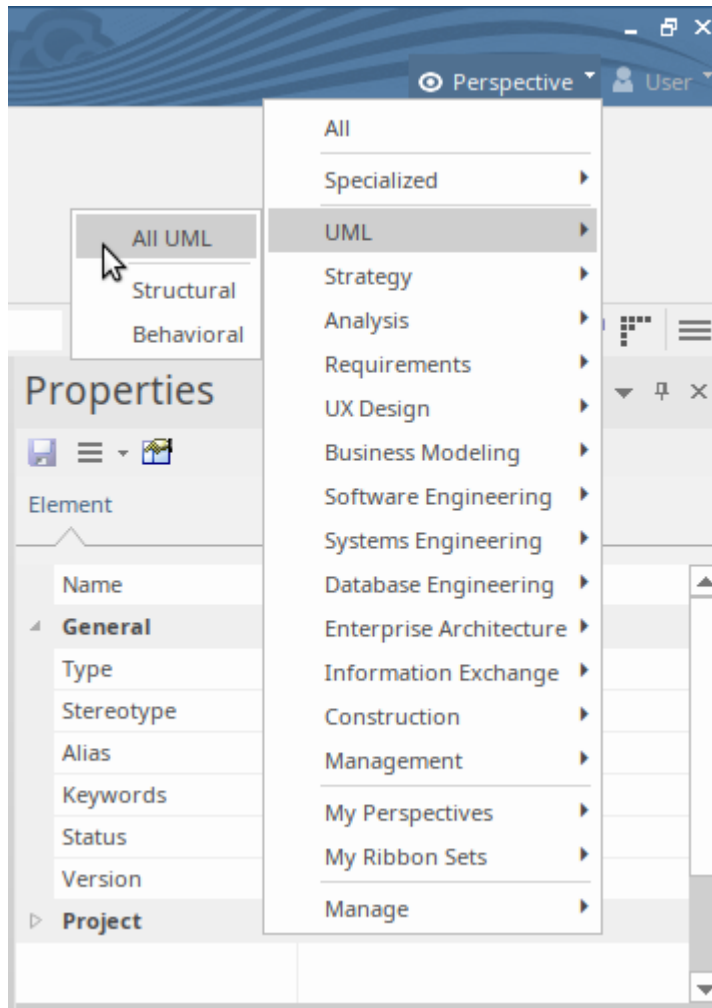 Perspective User
All
Specialized
UML
Strategy
Analysis
Requirements
UX Design
Business Modeling
Software Engineering
Systems Engineering
Database Engineering
Enterprise Architecture
Information Exchange
Construction
Management
My Perspectives
My Ribbon Sets
Manage
All UML
Structural
Behavioral
Properties
Element
Name
General
Type
Stereotype
Alias
Keywords
Status
Version
Project